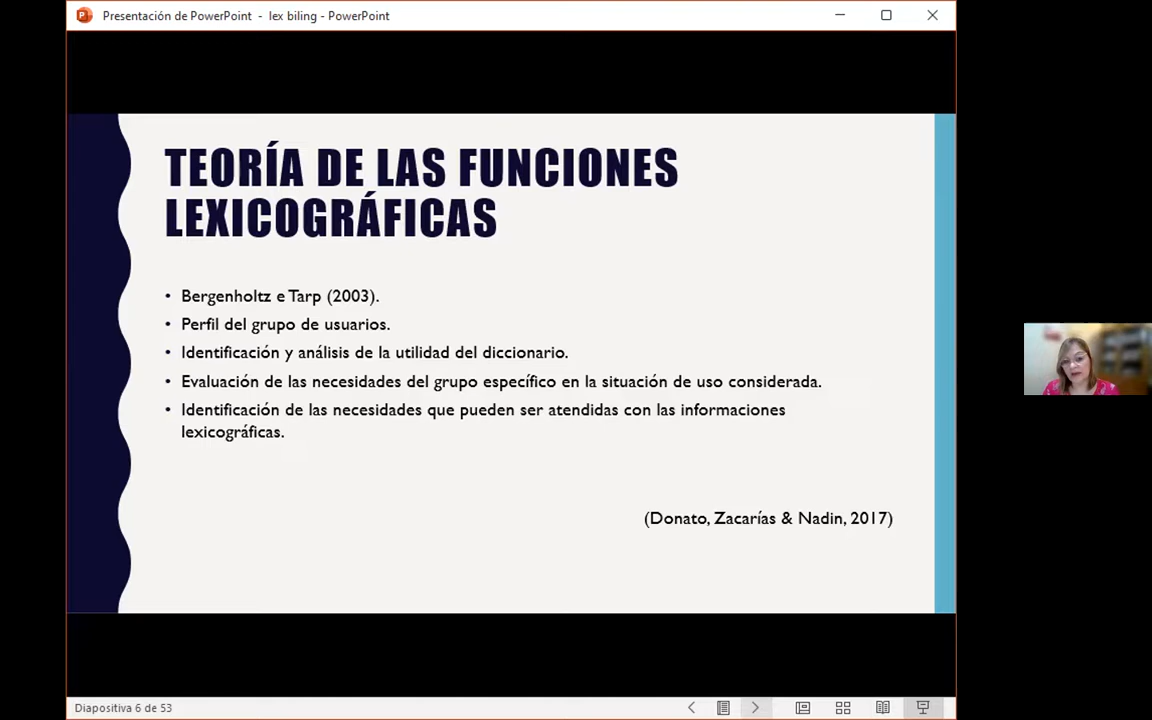 Presentación de PowerPoint - lex biling - PowerPoint
TEORÍA DE LAS FUNCIONES
LEXICOGRÁFICAS
• Bergenholtz e Tarp (2003).
• Perfil del grupo de usuarios.
• Identificación y análisis de la utilidad del diccionario.
• Evaluación de las necesidades del grupo específico en la situación de uso considerada.
• Identificación de las necesidades que pueden ser atendidas con las informaciones
lexicográficas.
(Donato, Zacarías & Nadin, 2017)
Diapositiva 6 de 53